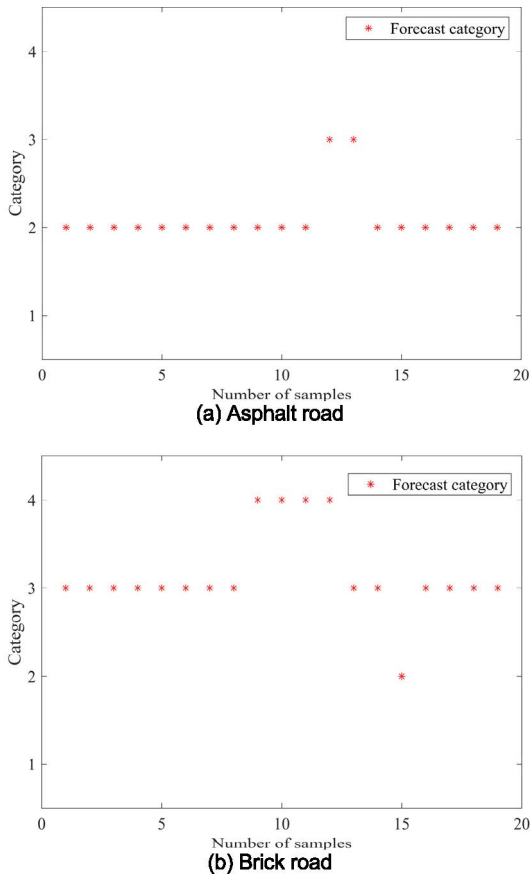 4
Forecast category
3
Category
2
1
0
5
10
15
20
Number of samples
(a) Asphalt road
4
Forecast category
3
Category
2
1
0
5
10
15
20
Number of samples
(b) Brick road